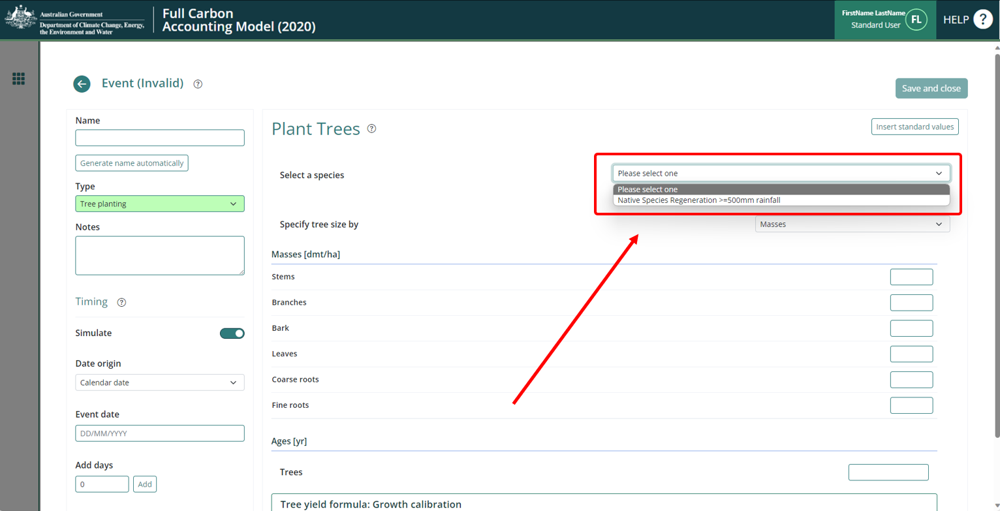 Australian Government
Department of Climate Change, Energy,
the Environment and Water
Full Carbon
Accounting Model (2020)
FirstName LastName
Standard User
FL
HELP ?
Event (Invalid) ?
Save and close
Name
Generate name automatically
Type
Tree planting
Notes
Timing ?
Simulate
Date origin
Calendar date
Event date
DD/MM/YYYY
Add days
0 Add
Plant Trees ?
Insert standard values
Select a species
Please select one
Please select one
Native Species Regeneration >=500mm rainfall
Specify tree size by
Masses
Masses [dmt/ha]
Stems
Branches
Bark
Leaves
Coarse roots
Fine roots
Ages [yr]
Trees
Tree yield formula: Growth calibration